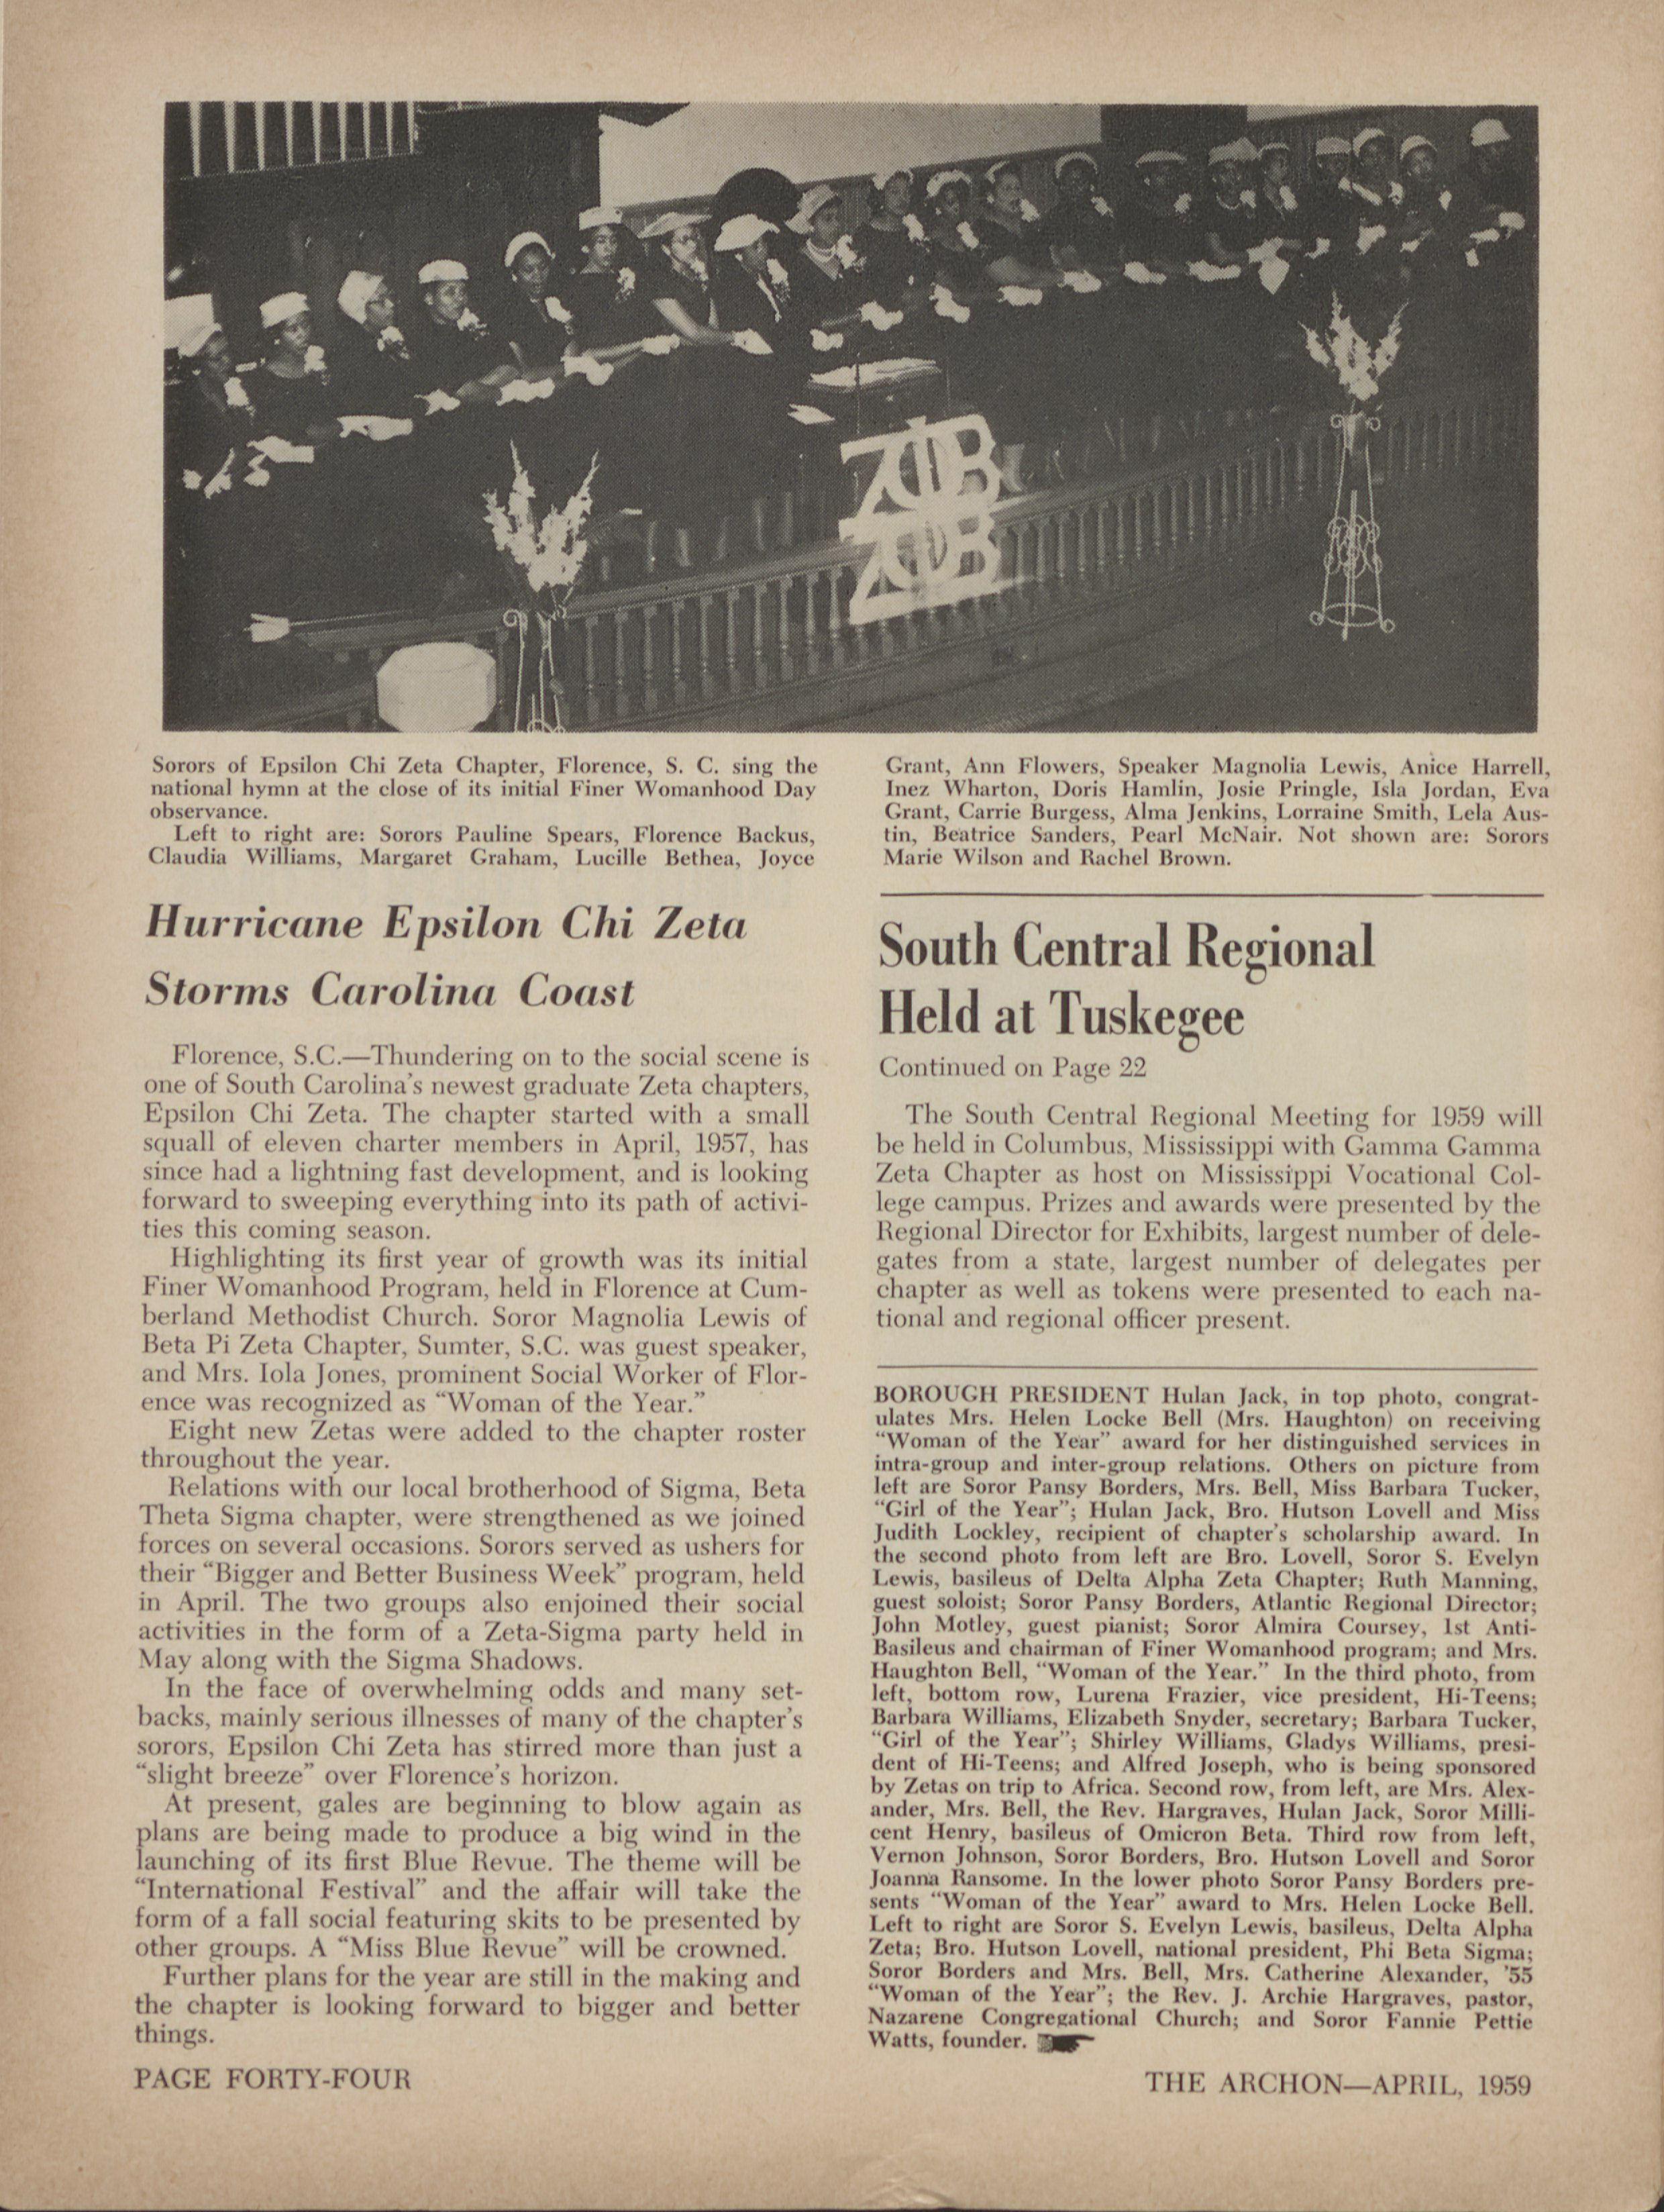 ZΦB
ZΦB
Sorors of Epsilon Chi Zeta Chapter, Florence, S. C. sing the
national hymn at the close of its initial Finer Womanhood Day
observance.
Left to right are: Sorors Pauline Spears, Florence Backus,
Claudia Williams, Margaret Graham, Lucille Bethea, Joyce
Grant, Ann Flowers, Speaker Magnolia Lewis, Anice Harrell,
Inez Wharton, Doris Hamlin, Josie Pringle, Isla Jordan, Eva
Grant, Carrie Burgess, Alma Jenkins, Lorraine Smith, Lela Aus-
tin, Beatrice Sanders, Pearl McNair. Not shown are: Sorors
Marie Wilson and Rachel Brown.
Hurricane Epsilon Chi Zeta
Storms Carolina Coast
Florence, S.C.—Thundering on to the social scene is
one of South Carolina's newest graduate Zeta chapters,
Epsilon Chi Zeta. The chapter started with a small
squall of eleven charter members in April, 1957, has
since had a lightning fast development, and is looking
forward to sweeping everything into its path of activi-
ties this coming season.
Highlighting its first year of growth was its initial
Finer Womanhood Program, held in Florence at Cum-
berland Methodist Church. Soror Magnolia Lewis of
Beta Pi Zeta Chapter, Sumter, S.C. was guest speaker,
and Mrs. Iola Jones, prominent Social Worker of Flor-
ence was recognized as "Woman of the Year."
Eight new Zetas were added to the chapter roster
throughout the year.
Relations with our local brotherhood of Sigma, Beta
Theta Sigma chapter, were strengthened as we joined
forces on several occasions. Sorors served as ushers for
their "Bigger and Better Business Week" program, held
in April. The two groups also enjoined their social
activities in the form of a Zeta-Sigma party held in
May along with the Sigma Shadows.
In the face of overwhelming odds and many set-
backs, mainly serious illnesses of many of the chapter's
sorors, Epsilon Chi Zeta has stirred more than just a
"slight breeze" over Florence's horizon.
At present, gales are beginning to blow again as
plans are being made to produce a big wind in the
launching of its first Blue Revue. The theme will be
"International Festival" and the affair will take the
form of a fall social featuring skits to be presented by
other groups. A "Miss Blue Revue" will be crowned.
Further plans for the year are still in the making and
the chapter is looking forward to bigger and better
things.
South Central Regional
Held at Tuskegee
Continued on Page 22
The South Central Regional Meeting for 1959 will
be held in Columbus, Mississippi with Gamma Gamma
Zeta Chapter as host on Mississippi Vocational Col-
lege campus. Prizes and awards were presented by the
Regional Director for Exhibits, largest number of dele-
gates from a state, largest number of delegates per
chapter as well as tokens were presented to each na-
tional and regional officer present.
BOROUGH PRESIDENT Hulan Jack, in top photo, congrat-
ulates Mrs. Helen Locke Bell (Mrs. Haughton) on receiving
"Woman of the Year" award for her distinguished services in
intra-group and inter-group relations. Others on picture from
left are Soror Pansy Borders, Mrs. Bell, Miss Barbara Tucker,
"Girl of the Year"; Hulan Jack, Bro. Hutson Lovell and Miss
Judith Lockley, recipient of chapter's scholarship award. In
the second photo from left are Bro. Lovell, Soror S. Evelyn
Lewis, basileus of Delta Alpha Zeta Chapter; Ruth Manning,
guest soloist; Soror Pansy Borders, Atlantic Regional Director;
John Motley, guest pianist; Soror Almira Coursey, 1st Anti-
Basileus and chairman of Finer Womanhood program; and Mrs.
Haughton Bell, "Woman of the Year." In the third photo, from
left, bottom row, Lurena Frazier, vice president, Hi-Teens;
Barbara Williams, Elizabeth Snyder, secretary; Barbara Tucker,
"Girl of the Year"; Shirley Williams, Gladys Williams, presi-
dent of Hi-Teens; and Alfred Joseph, who is being sponsored
by Zetas on trip to Africa. Second row, from left, are Mrs. Alex-
ander, Mrs. Bell, the Rev. Hargraves, Hulan Jack, Soror Milli-
cent Henry, basileus of Omicron Beta. Third row from left,
Vernon Johnson, Soror Borders, Bro. Hutson Lovell and Soror
Joanna Ransome. In the lower photo Soror Pansy Borders pre-
sents "Woman of the Year" award to Mrs. Helen Locke Bell.
Left to right are Soror S. Evelyn Lewis, basileus, Delta Alpha
Zeta; Bro. Hutson Lovell, national president, Phi Beta Sigma;
Soror Borders and Mrs. Bell, Mrs. Catherine Alexander, '55
"Woman of the Year"; the Rev. J. Archie Hargraves, pastor,
Nazarene Congregational Church; and Soror Fannie Pettie
Watts, founder.
PAGE FORTY-FOUR
THE ARCHON—APRIL, 1959